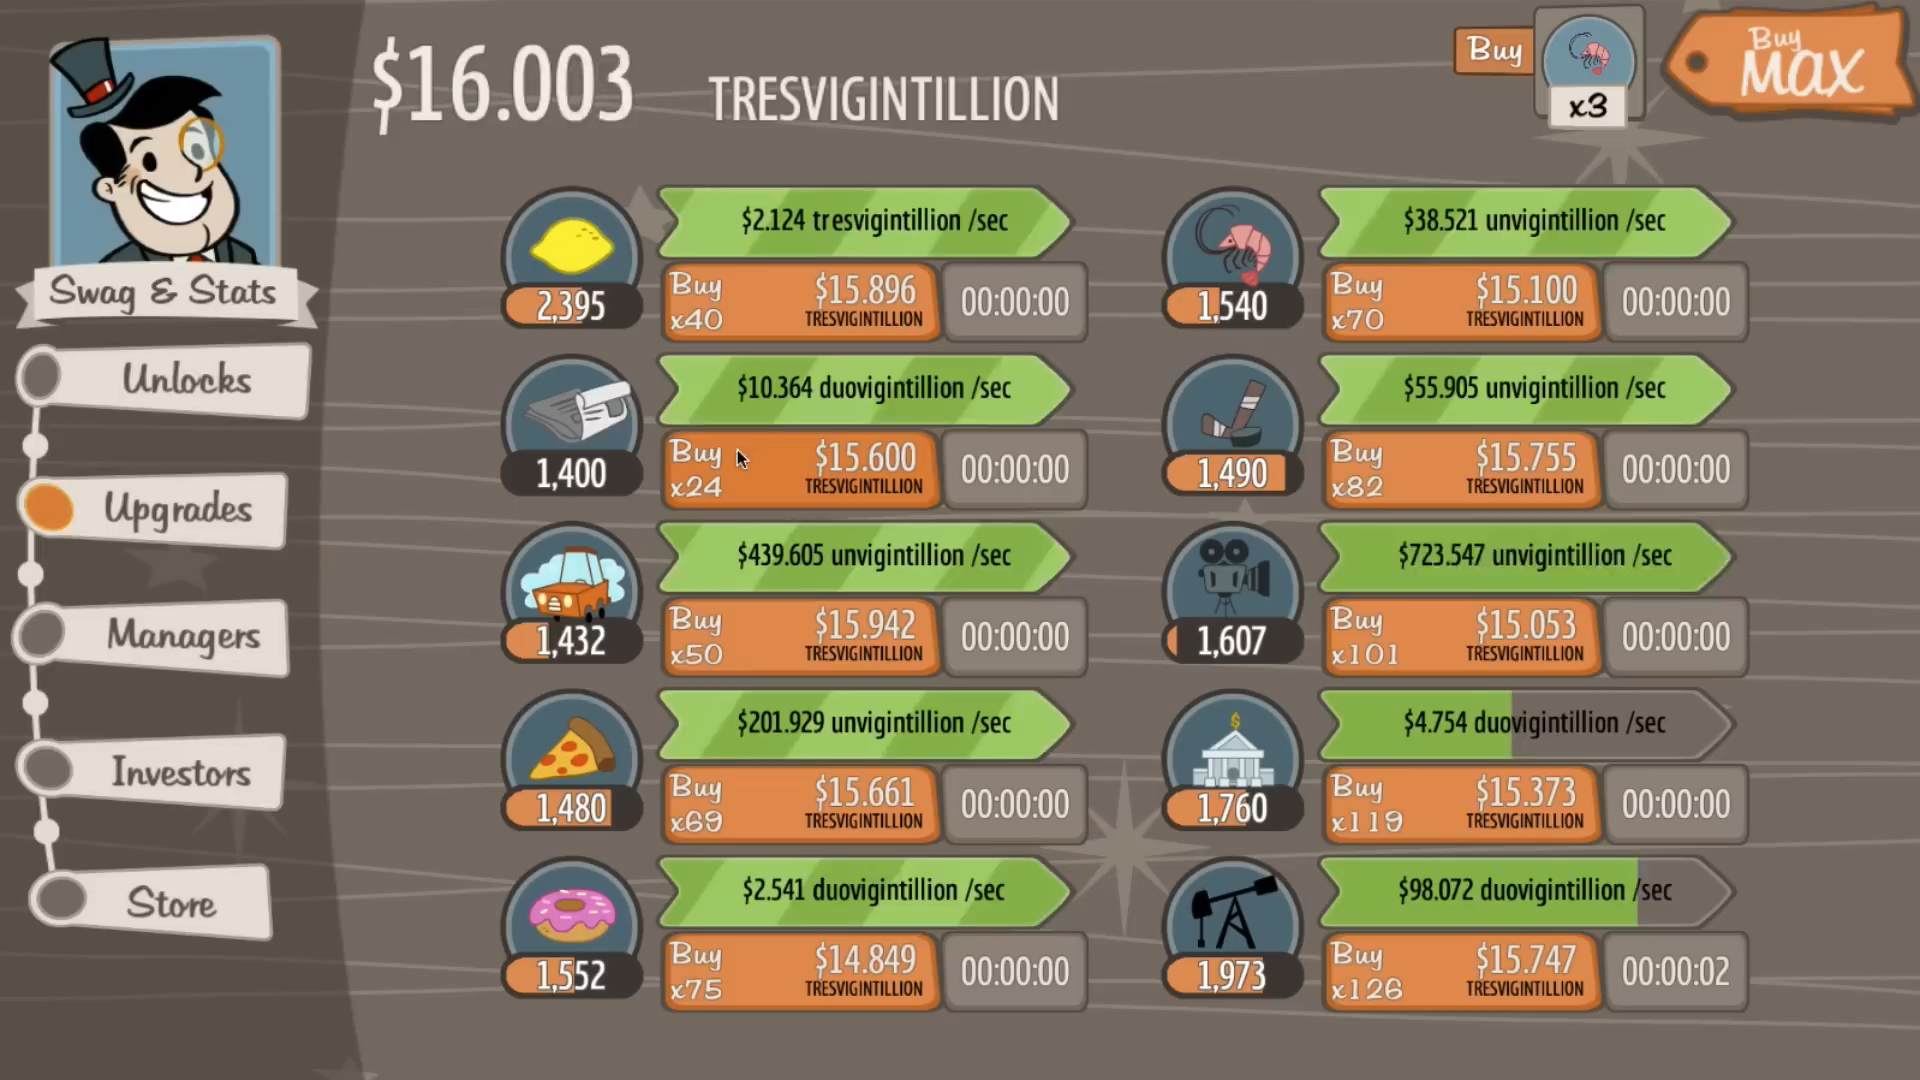 $16.003 TRESVIGINTILLION
Buy
x3
Buy
MAX
Swag & Stats
Unlocks
Upgrades
Managers
Investors
Store
$2.124 tresvigintillion /sec
2,395
Buy
x40
$15.896
TRESVIGINTILLION
00:00:00
$38.521 unvigintillion /sec
1,540
Buy
x70
$15.100
TRESVIGINTILLION
00:00:00
$10.364 duovigintillion /sec
1,400
Buy
x24
$15.600
TRESVIGINTILLION
00:00:00
$55.905 unvigintillion /sec
1,490
Buy
x82
$15.755
TRESVIGINTILLION
00:00:00
$439.605 unvigintillion /sec
1,432
Buy
x50
$15.942
TRESVIGINTILLION
00:00:00
$723.547 unvigintillion /sec
1,607
Buy
x101
$15.053
TRESVIGINTILLION
00:00:00
$201.929 unvigintillion /sec
1,480
Buy
x69
$15.661
TRESVIGINTILLION
00:00:00
$
$4.754 duovigintillion /sec
1,760
Buy
x119
$15.373
TRESVIGINTILLION
00:00:00
$2.541 duovigintillion /sec
1,552
Buy
x75
$14.849
TRESVIGINTILLION
00:00:00
$98.072 duovigintillion /sec
1,973
Buy
x126
$15.747
TRESVIGINTILLION
00:00:02